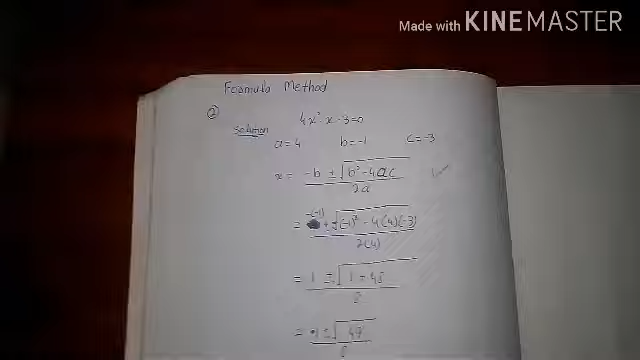 Made with KINEMASTER
Formula Method
② 4x² - x - 3 = 0
Solution
a = 4 b = -1 c = -3
x = -b ± √b² - 4ac / 2a
= -(-1) ± √(-1)² - 4(4)(-3) / 2(4)
= 1 ± √1 + 48 / 8
= 1 ± √49 / 8